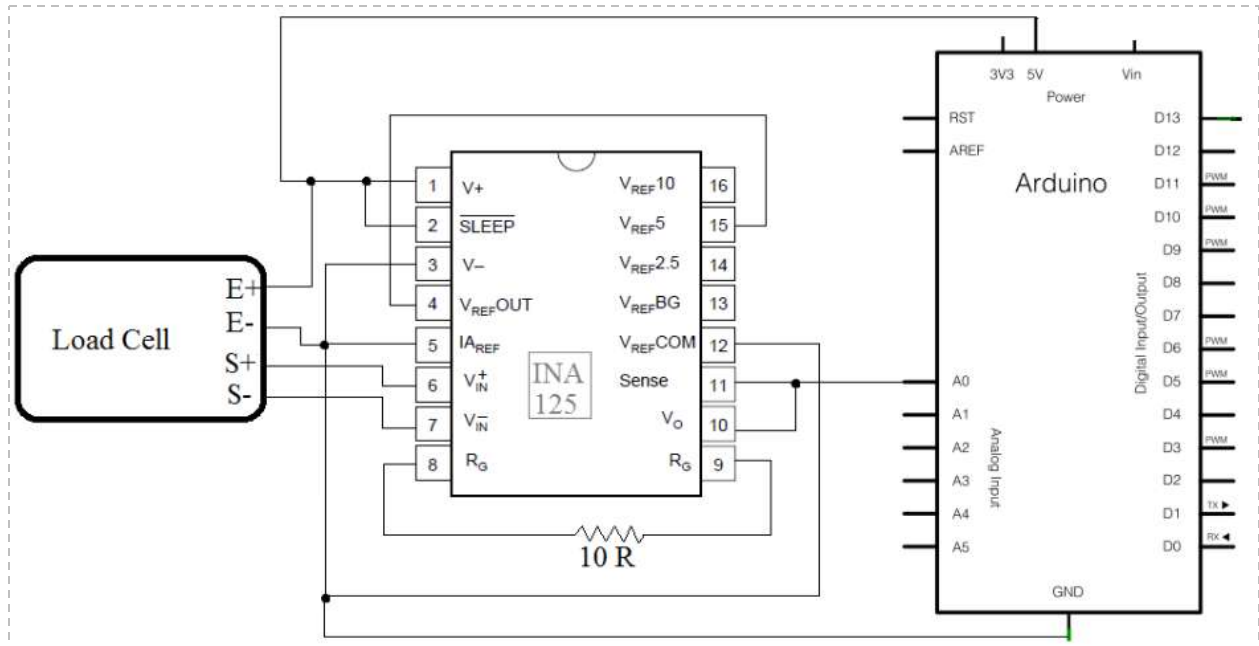 Load Cell
E+
E-
S+
S-
1 V+
2 SLEEP
3 V–
4 VREFOUT
5 IAREF
6 V+IN
7 V–IN
8 RG
INA
125
VREF10 16
VREF5 15
VREF2.5 14
VREFBG 13
VREFCOM 12
Sense 11
VO 10
RG 9
10 R
3V3 5V Vin
Power
Arduino
RST
AREF
A0
A1
A2
A3
A4
A5
Analog Input
D13
D12
D11 PWM
D10 PWM
D9 PWM
D8
D7
D6 PWM
D5 PWM
D4
D3 PWM
D2
D1 TX ▶
D0 RX ◀
Digital Input/Output
GND